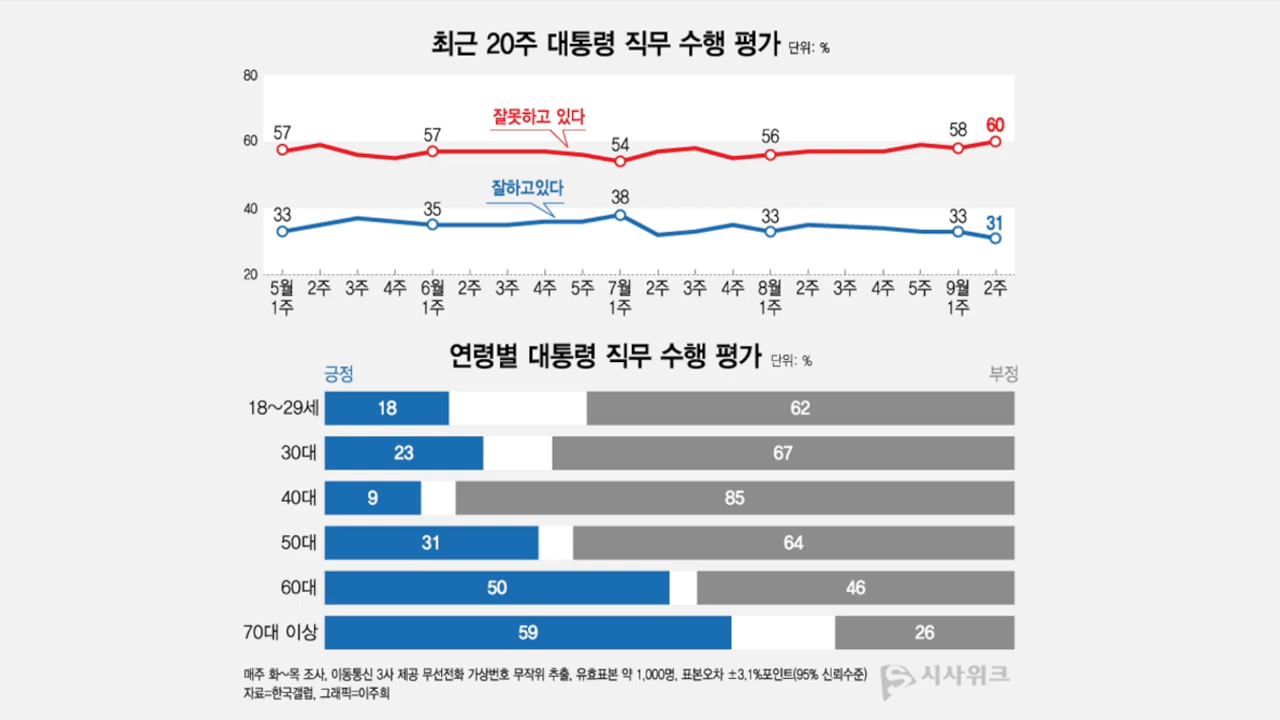 최근 20주 대통령 직무 수행 평가 단위: %
80
60
40
20
잘못하고 있다
57 57 54 56 58 60
잘하고있다
33 35 38 33 33 31
5월 1주 2주 3주 4주 6월 1주 2주 3주 4주 5주 7월 1주 2주 3주 4주 8월 1주 2주 3주 4주 5주 9월 1주 2주
연령별 대통령 직무 수행 평가 단위: %
긍정 부정
18~29세 18 62
30대 23 67
40대 9 85
50대 31 64
60대 50 46
70대 이상 59 26
매주 화~목 조사, 이동통신 3사 제공 무선전화 가상번호 무작위 추출, 유효표본 약 1,000명, 표본오차 ±3.1%포인트(95% 신뢰수준)
자료=한국갤럽, 그래픽=이주희
시사위크